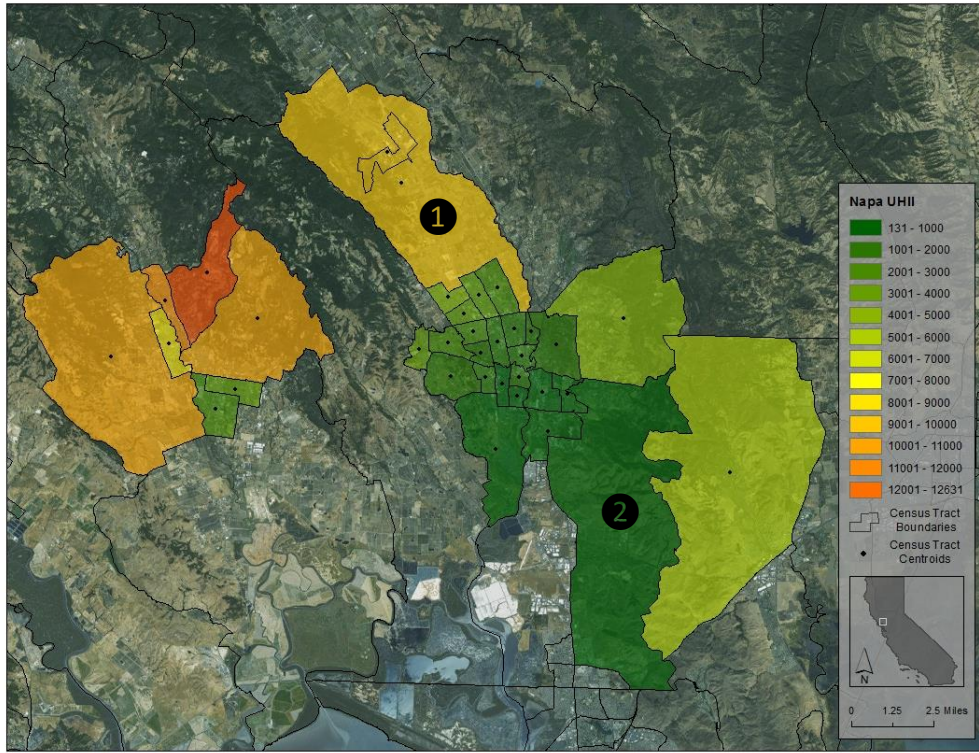 1
2
Napa UHII
131 - 1000
1001 - 2000
2001 - 3000
3001 - 4000
4001 - 5000
5001 - 6000
6001 - 7000
7001 - 8000
8001 - 9000
9001 - 10000
10001 - 11000
11001 - 12000
12001 - 12631
Census Tract
Boundaries
Census Tract
Centroids
N
0 1.25 2.5 Miles